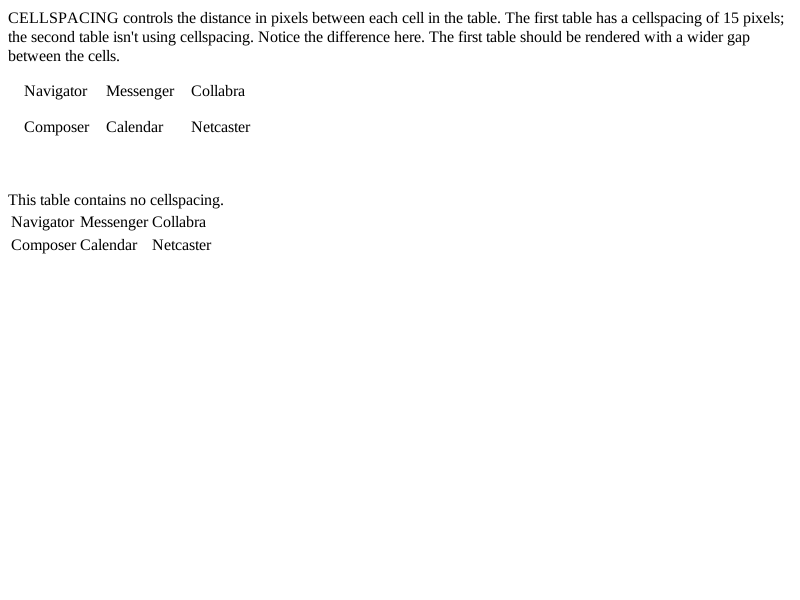 CELLSPACING controls the distance in pixels between each cell in the table. The first table has a cellspacing of 15 pixels;
the second table isn't using cellspacing. Notice the difference here. The first table should be rendered with a wider gap
between the cells.
Navigator Messenger Collabra
Composer Calendar Netcaster
This table contains no cellspacing.
Navigator Messenger Collabra
Composer Calendar Netcaster